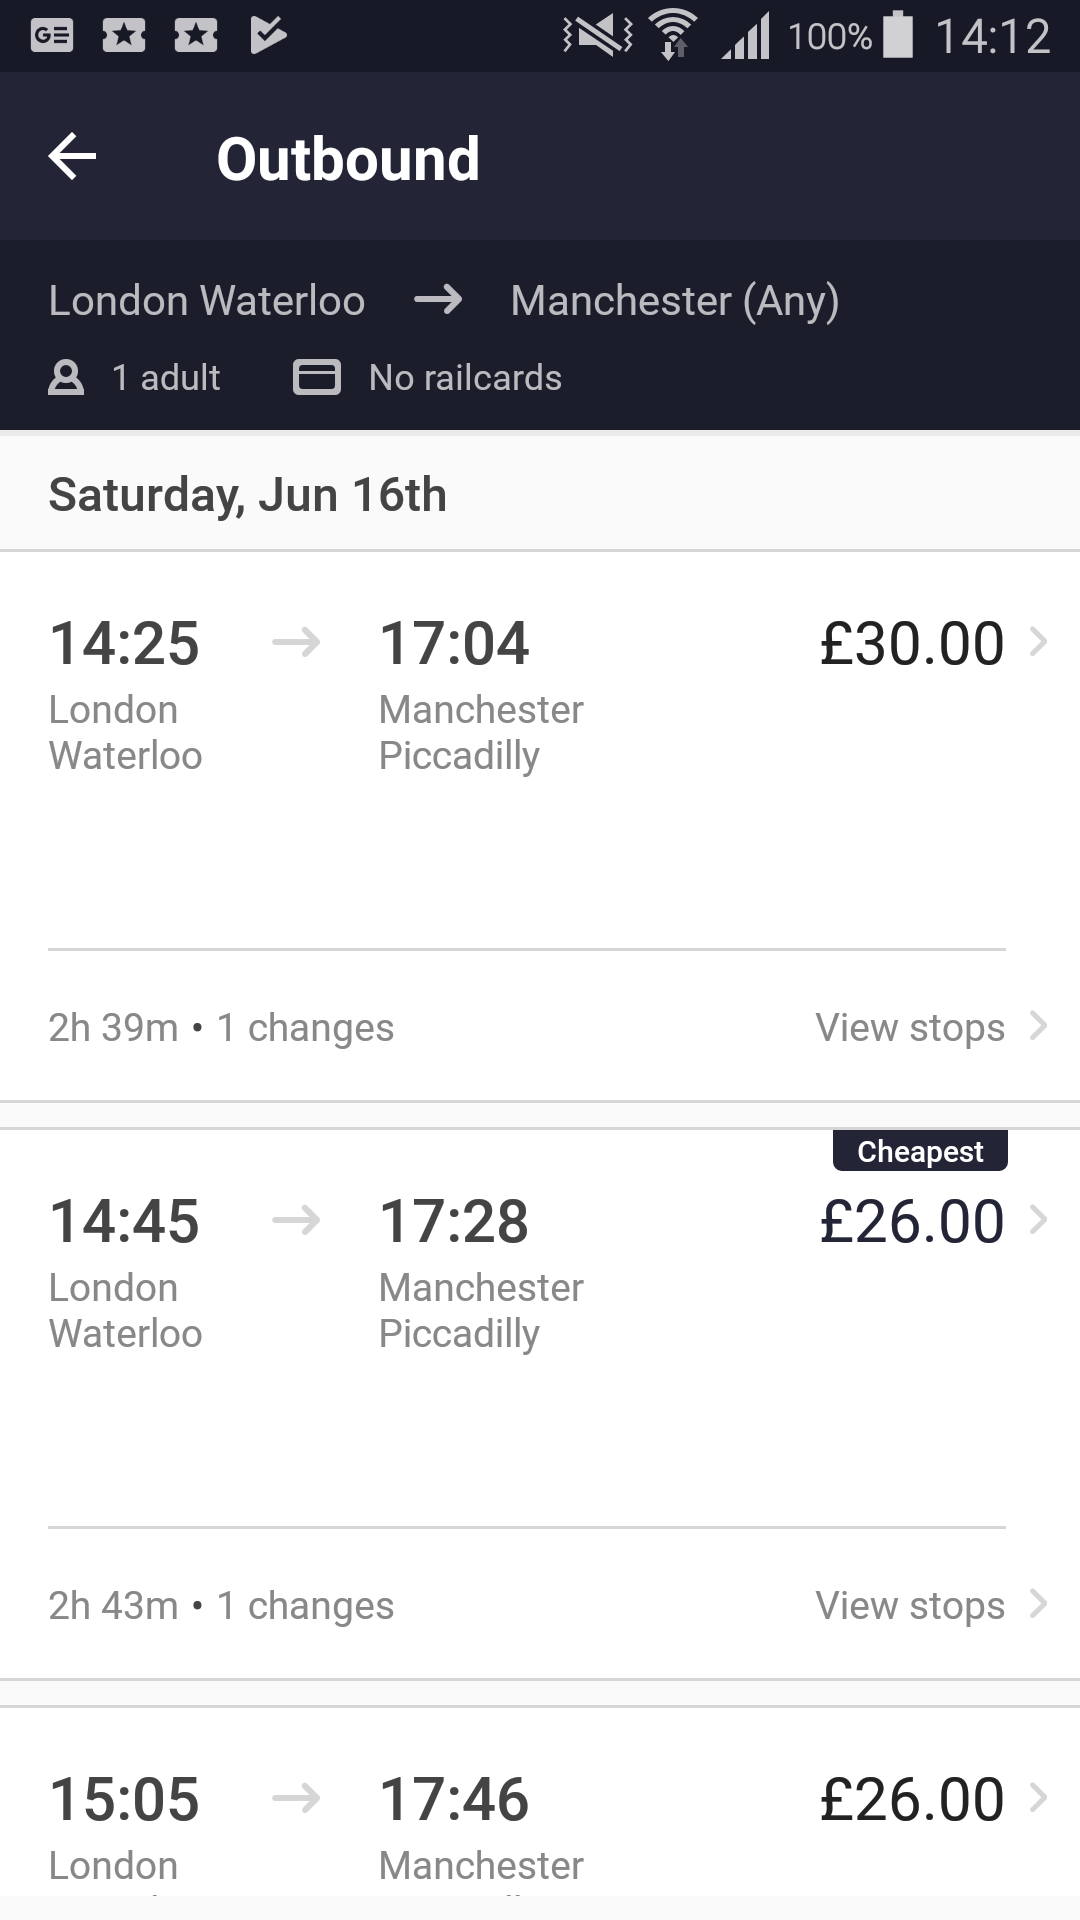 GE 100% 14:12
Outbound
London Waterloo Manchester (Any)
1 adult No railcards
Saturday, Jun 16th
14:25 17:04 £30.00
London Manchester
Waterloo Piccadilly
2h 39m • 1 changes View stops
Cheapest
14:45 17:28 £26.00
London Manchester
Waterloo Piccadilly
2h 43m • 1 changes View stops
15:05 17:46 £26.00
London Manchester